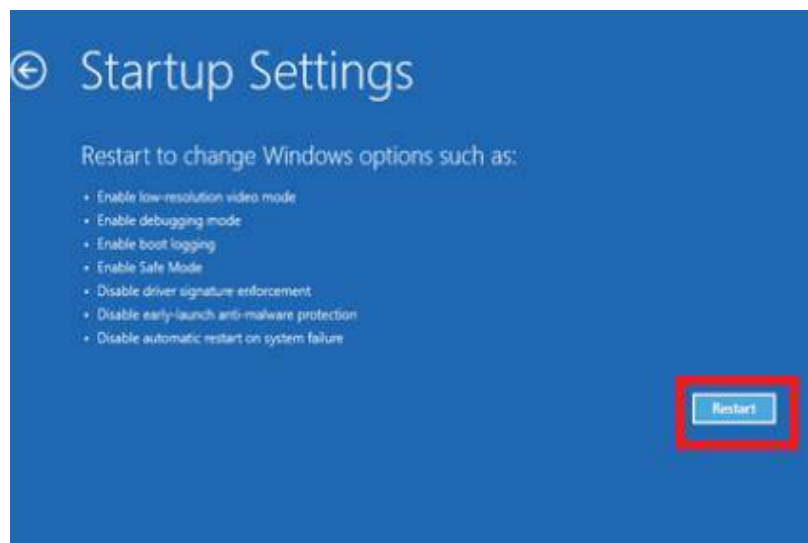 Startup Settings
Restart to change Windows options such as:
• Enable low-resolution video mode
• Enable debugging mode
• Enable boot logging
• Enable Safe Mode
• Disable driver signature enforcement
• Disable early-launch anti-malware protection
• Disable automatic restart on system failure
Restart